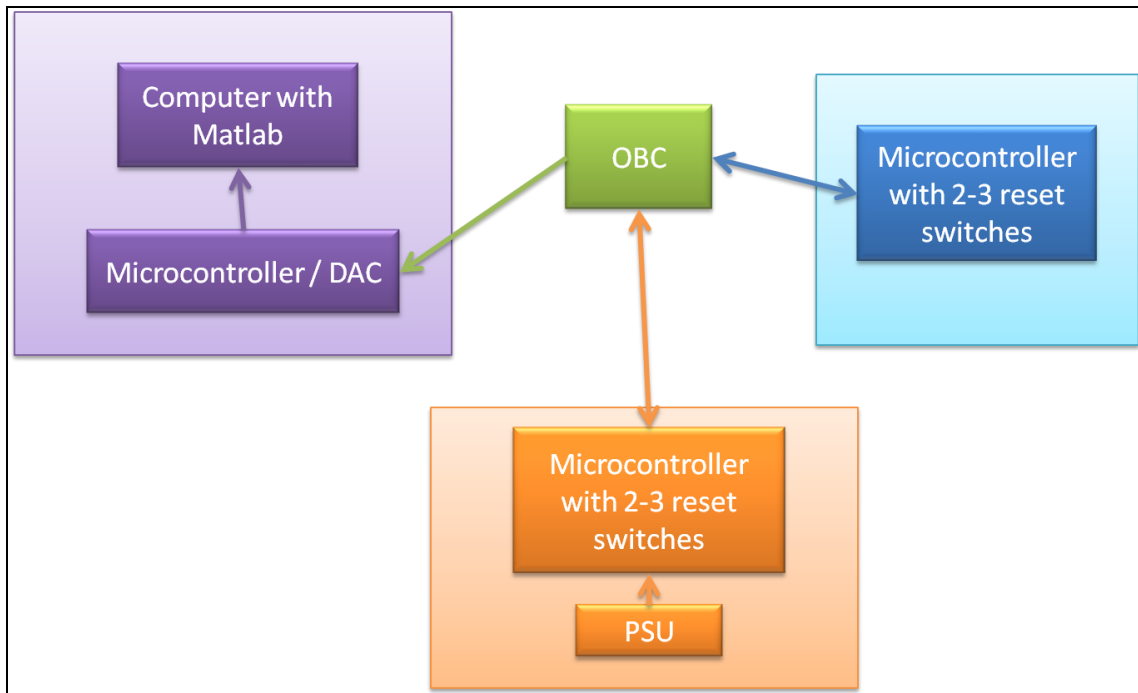 Computer with
Matlab
Microcontroller / DAC
OBC
Microcontroller
with 2-3 reset
switches
Microcontroller
with 2-3 reset
switches
PSU